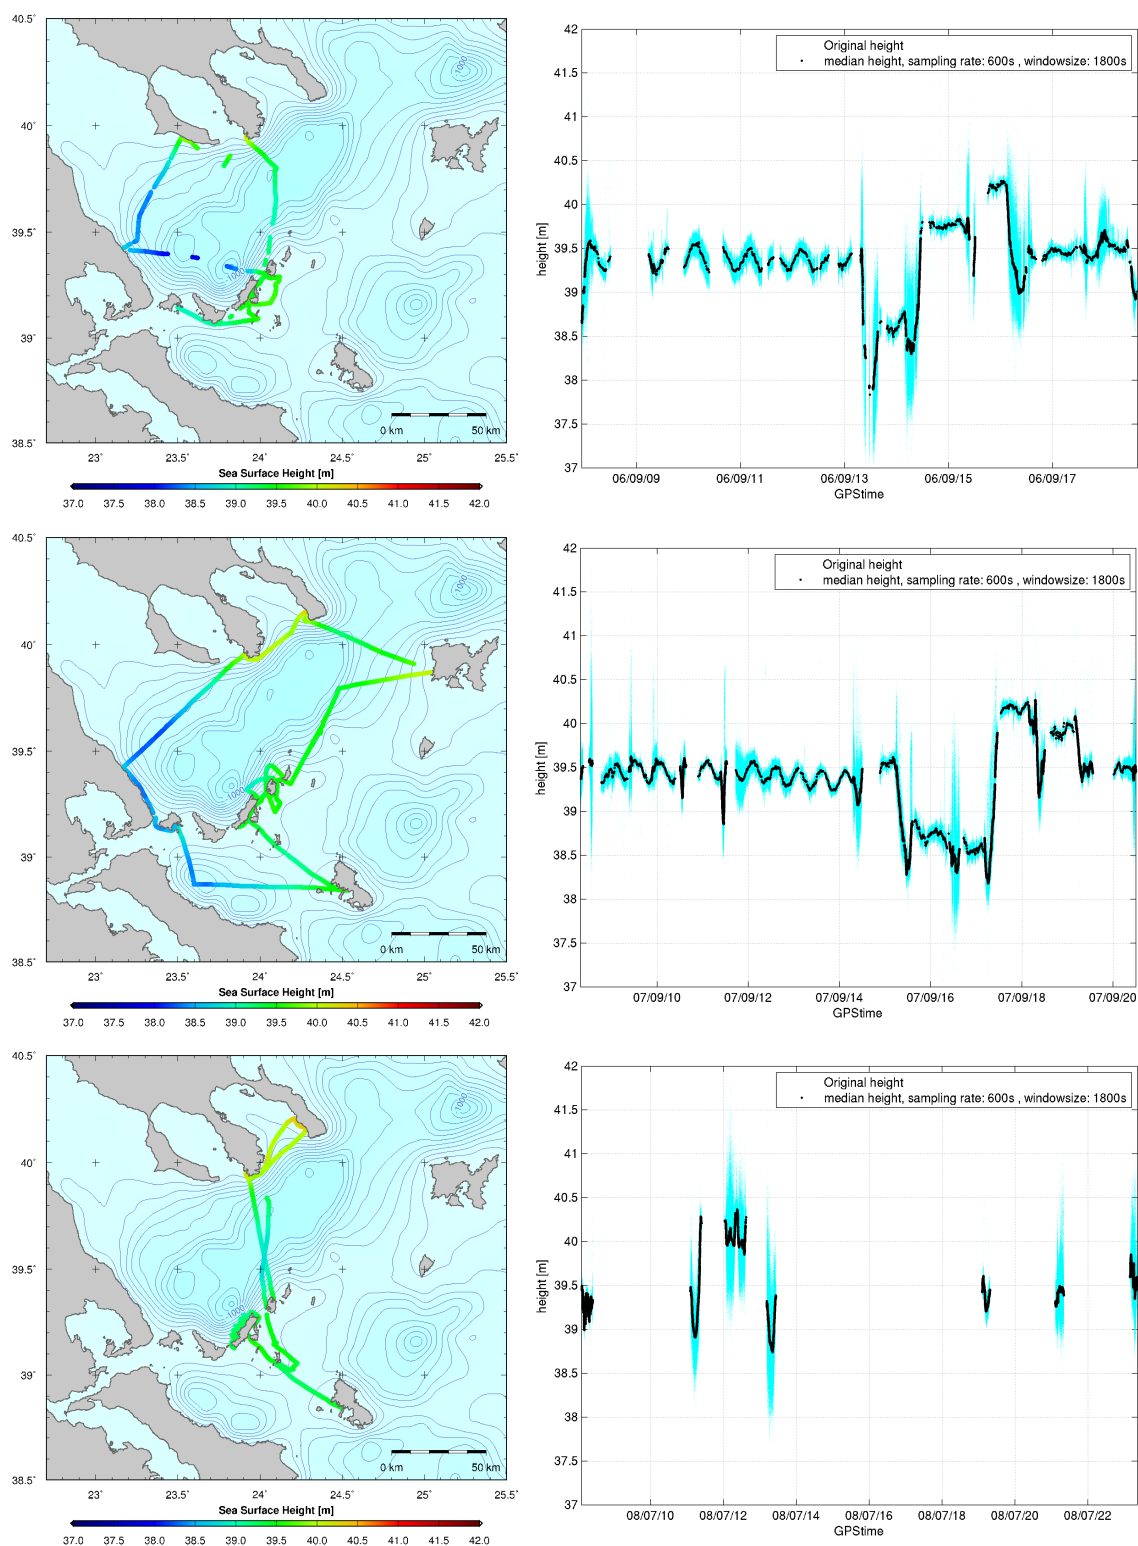 40.5°
40°
39.5°
39°
38.5°
1000
1000
0 km 50 km
23° 23.5° 24° 24.5° 25° 25.5°
Sea Surface Height [m]
37.0 37.5 38.0 38.5 39.0 39.5 40.0 40.5 41.0 41.5 42.0
42
41.5
41
40.5
40
39.5
39
38.5
38
37.5
37
height [m]
Original height
median height, sampling rate: 600s , windowsize: 1800s
06/09/09 06/09/11 06/09/13 06/09/15 06/09/17
GPStime
40.5°
40°
39.5°
39°
38.5°
1000
1000
0 km 50 km
23° 23.5° 24° 24.5° 25° 25.5°
Sea Surface Height [m]
37.0 37.5 38.0 38.5 39.0 39.5 40.0 40.5 41.0 41.5 42.0
42
41.5
41
40.5
40
39.5
39
38.5
38
37.5
37
height [m]
Original height
median height, sampling rate: 600s , windowsize: 1800s
07/09/10 07/09/12 07/09/14 07/09/16 07/09/18 07/09/20
GPStime
40.5°
40°
39.5°
39°
38.5°
1000
1000
0 km 50 km
23° 23.5° 24° 24.5° 25° 25.5°
Sea Surface Height [m]
37.0 37.5 38.0 38.5 39.0 39.5 40.0 40.5 41.0 41.5 42.0
42
41.5
41
40.5
40
39.5
39
38.5
38
37.5
37
height [m]
Original height
median height, sampling rate: 600s , windowsize: 1800s
08/07/10 08/07/12 08/07/14 08/07/16 08/07/18 08/07/20 08/07/22
GPStime